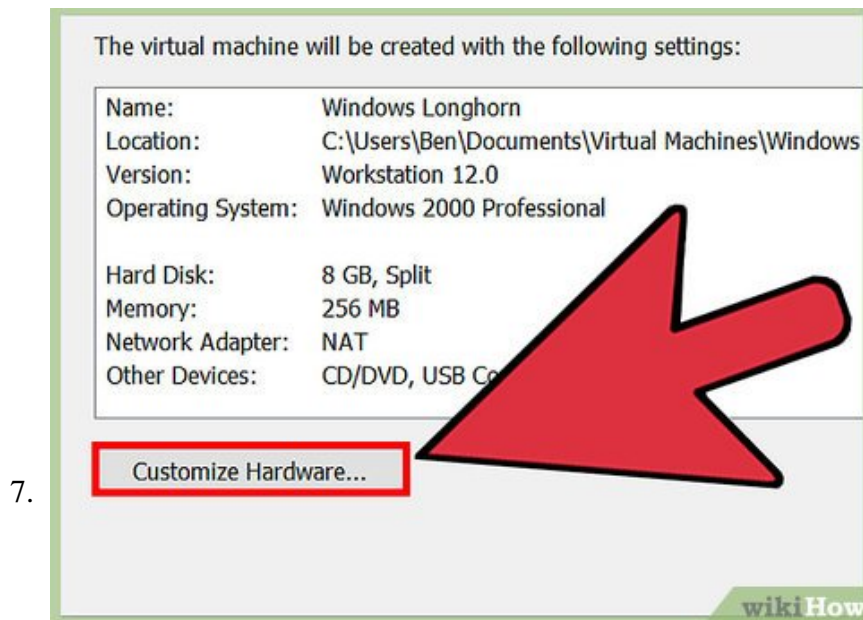 The virtual machine will be created with the following settings:
Name: Windows Longhorn
Location: C:\Users\Ben\Documents\Virtual Machines\Windows
Version: Workstation 12.0
Operating System: Windows 2000 Professional
Hard Disk: 8 GB, Split
Memory: 256 MB
Network Adapter: NAT
Other Devices: CD/DVD, USB
Customize Hardware...
7.
wikiHow